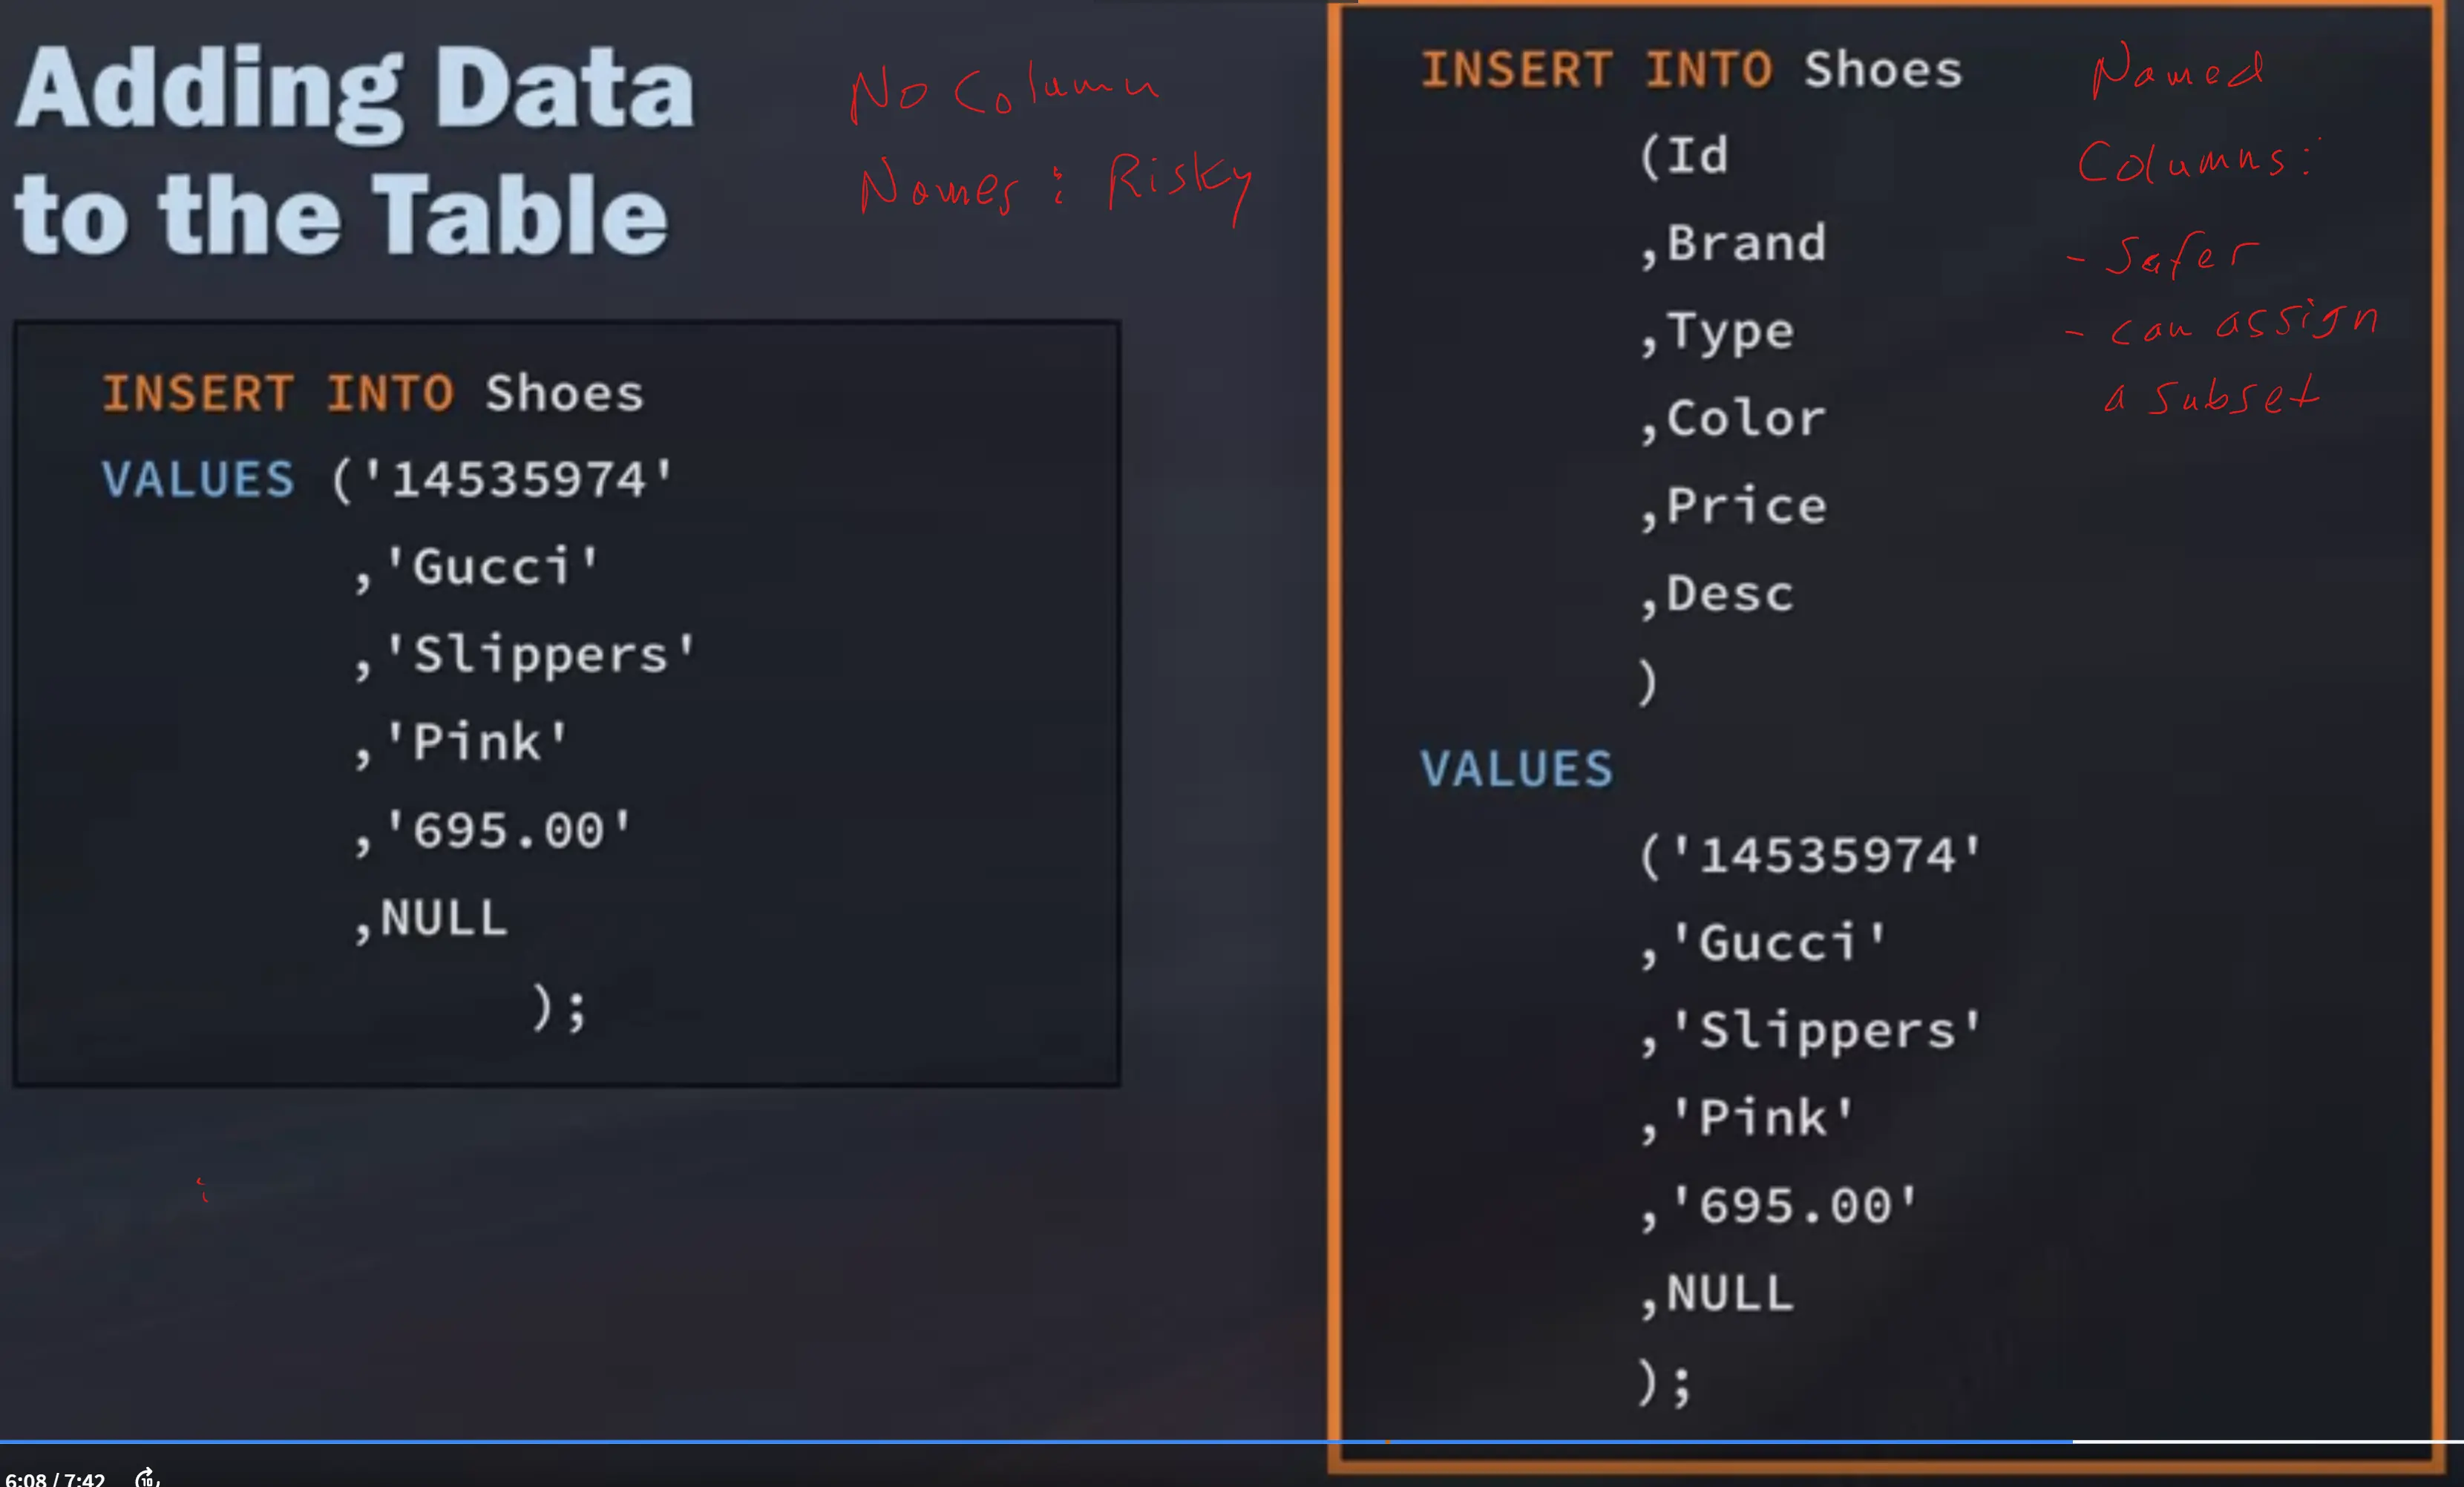 Adding Data
to the Table
No Column
Names : Risky
INSERT INTO Shoes
VALUES ('14535974'
,'Gucci'
,'Slippers'
,'Pink'
,'695.00'
,NULL
);
INSERT INTO Shoes
(Id
,Brand
,Type
,Color
,Price
,Desc
)
VALUES
('14535974'
,'Gucci'
,'Slippers'
,'Pink'
,'695.00'
,NULL
);
Named
Columns:
- Safer
- can assign
a subset
6:08 / 7:42
10